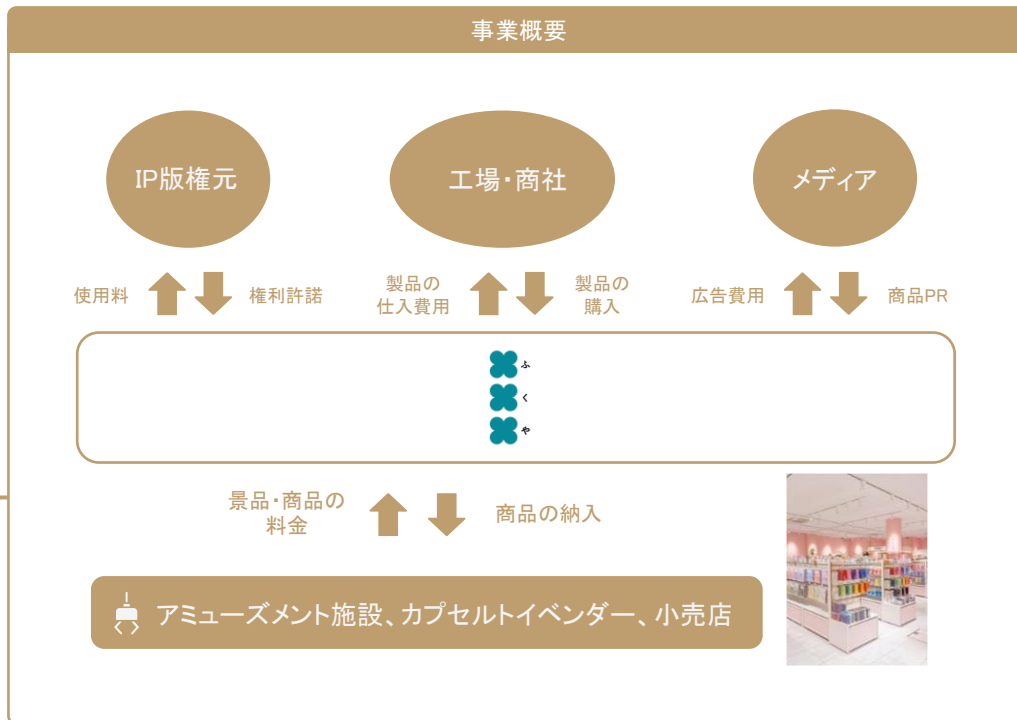 事業概要
IP版権元
工場・商社
メディア
使用料
権利許諾
製品の
仕入費用
製品の
購入
広告費用
商品PR
ふ
く
や
景品・商品の
料金
商品の納入
アミューズメント施設、カプセルトイベンダー、小売店